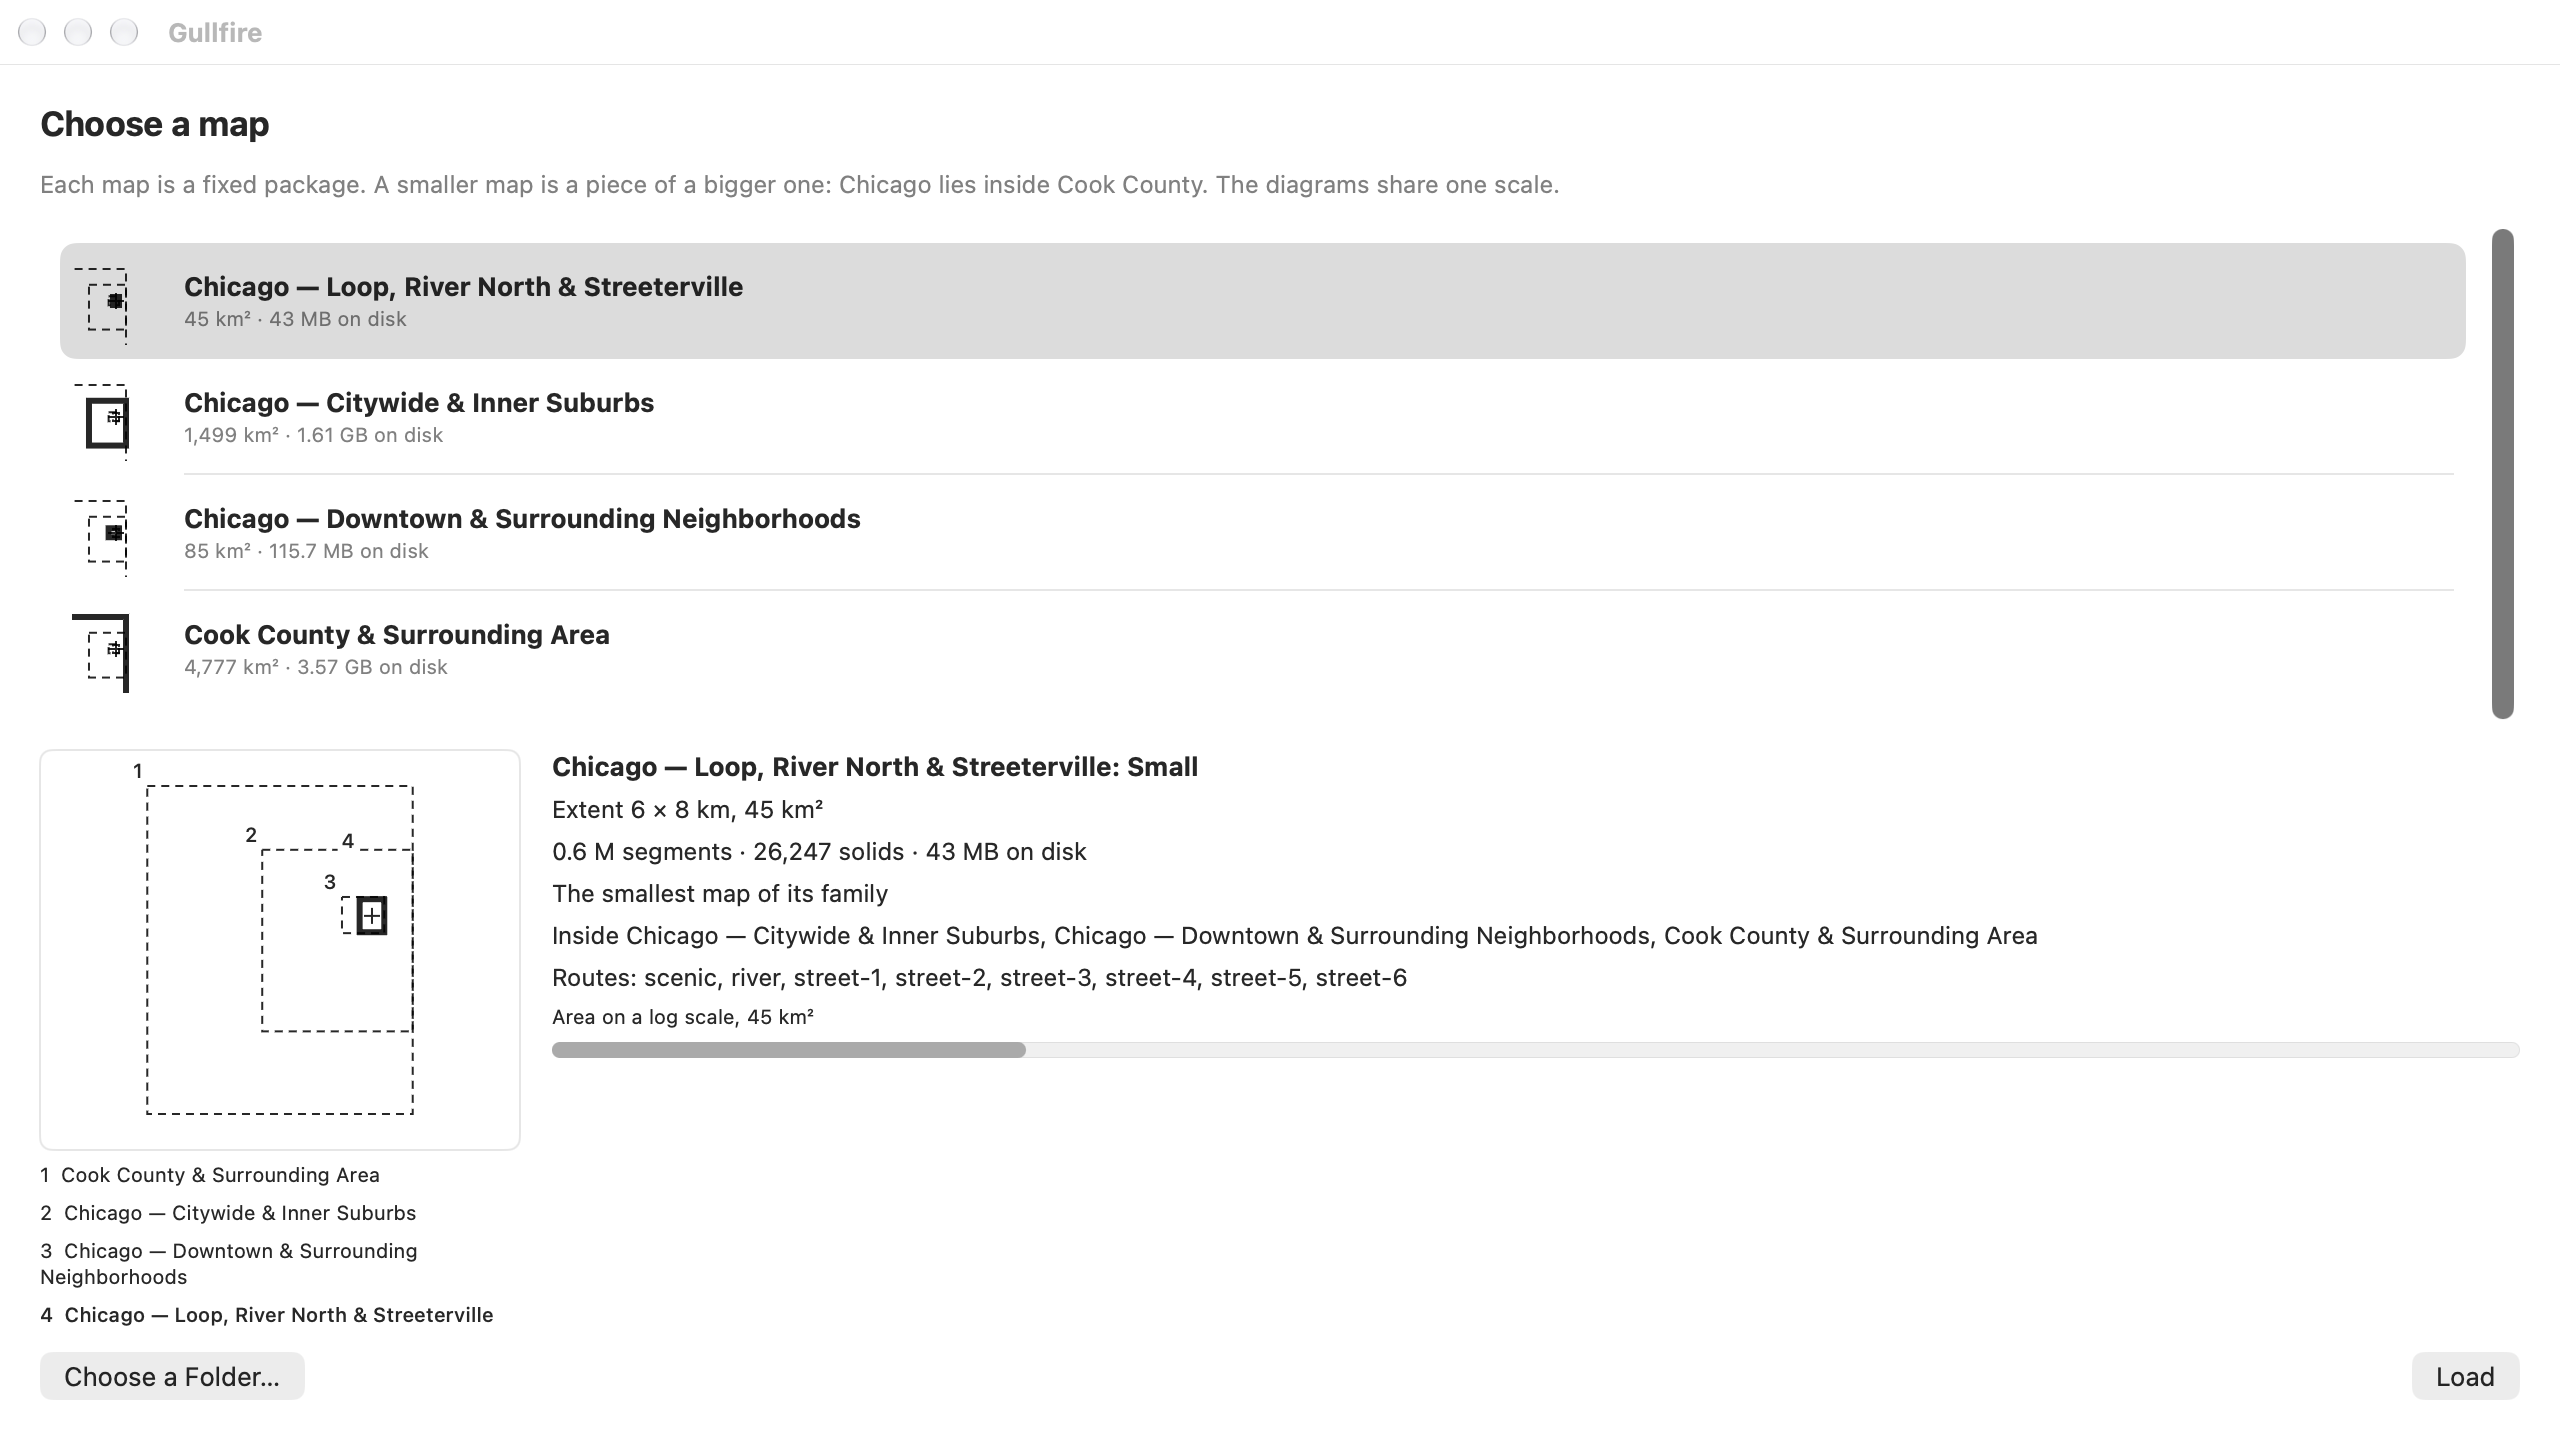 Gullfire
Choose a map
Each map is a fixed package. A smaller map is a piece of a bigger one: Chicago lies inside Cook County. The diagrams share one scale.
Chicago — Loop, River North & Streeterville
45 km² · 43 MB on disk
Chicago — Citywide & Inner Suburbs
1,499 km² · 1.61 GB on disk
Chicago — Downtown & Surrounding Neighborhoods
85 km² · 115.7 MB on disk
Cook County & Surrounding Area
4,777 km² · 3.57 GB on disk
1
2
4
3
1 Cook County & Surrounding Area
2 Chicago — Citywide & Inner Suburbs
3 Chicago — Downtown & Surrounding
Neighborhoods
4 Chicago — Loop, River North & Streeterville
Chicago — Loop, River North & Streeterville: Small
Extent 6 × 8 km, 45 km²
0.6 M segments · 26,247 solids · 43 MB on disk
The smallest map of its family
Inside Chicago — Citywide & Inner Suburbs, Chicago — Downtown & Surrounding Neighborhoods, Cook County & Surrounding Area
Routes: scenic, river, street-1, street-2, street-3, street-4, street-5, street-6
Area on a log scale, 45 km²
Choose a Folder...
Load